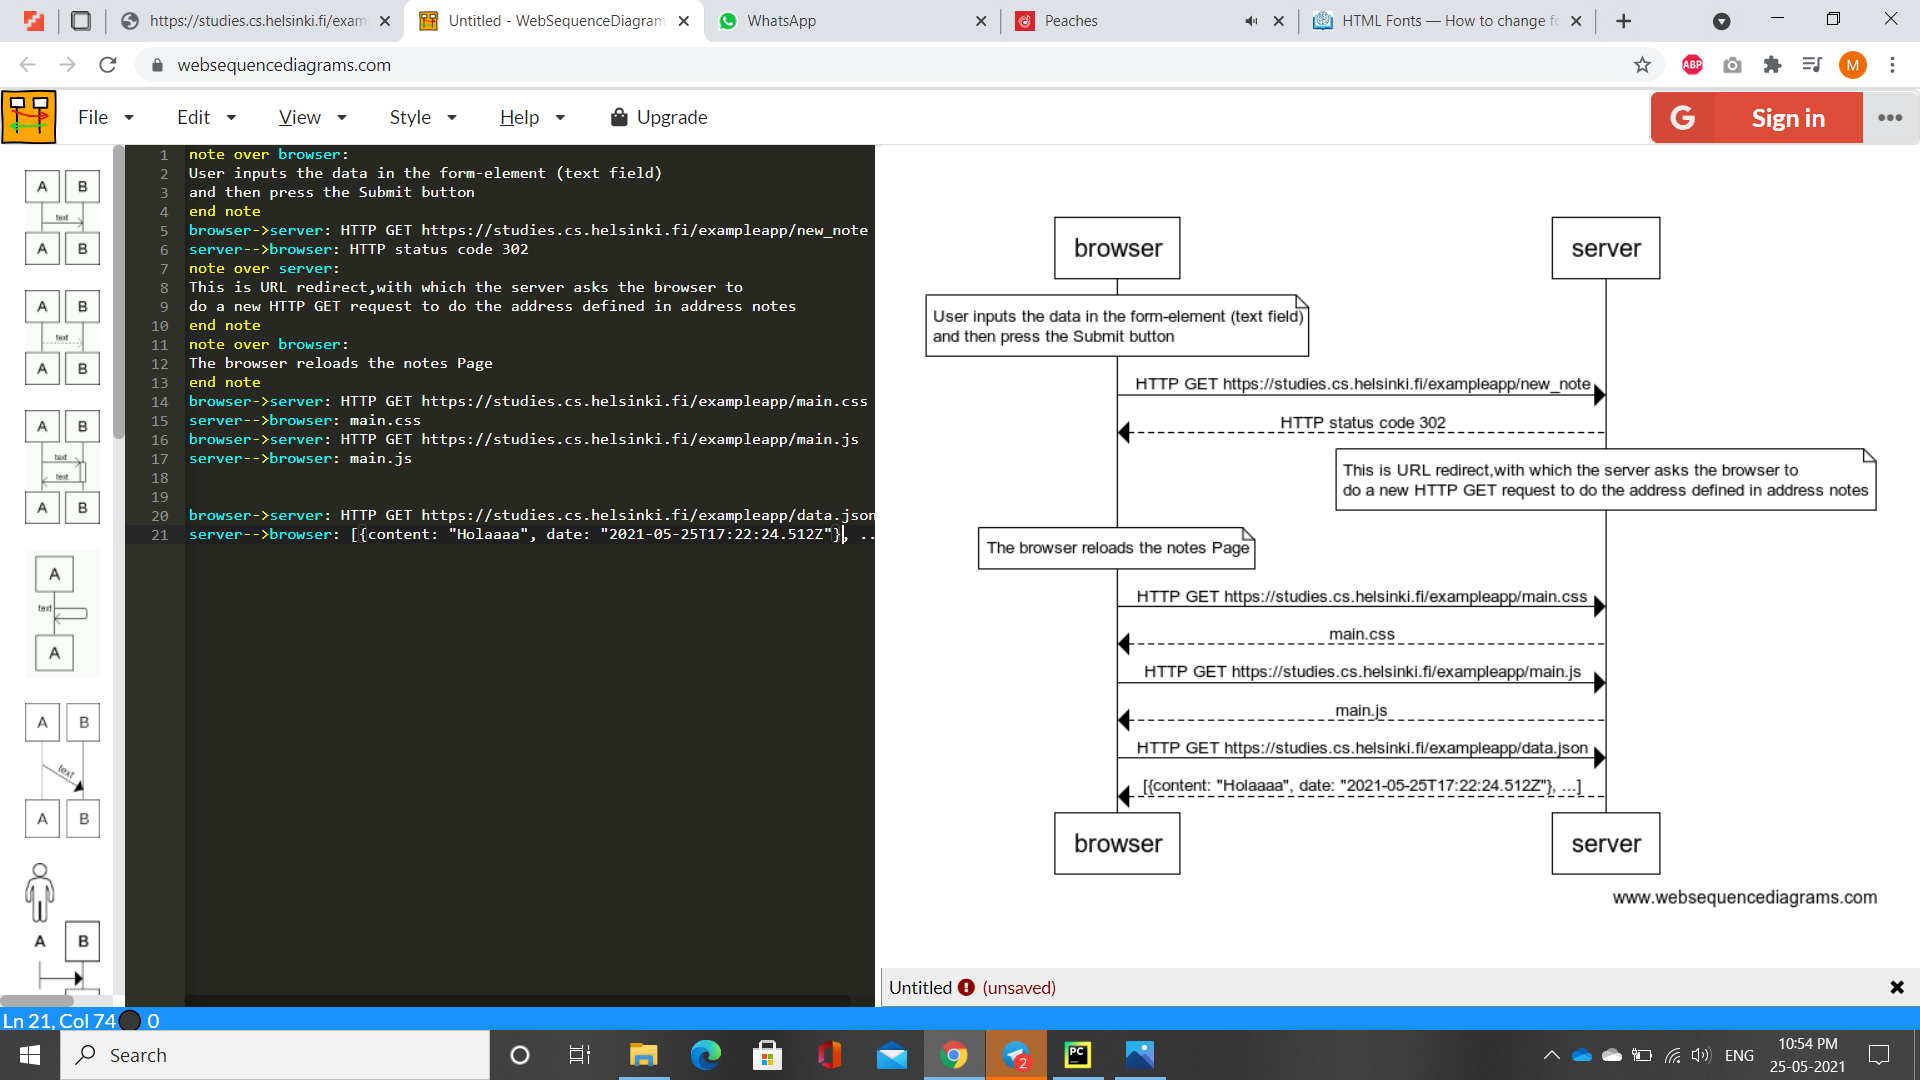 https://studies.cs.helsinki.fi/exam
Untitled - WebSequenceDiagram
WhatsApp
Peaches
HTML Fonts — How to change fo
websequencediagrams.com
ABP
M
File
Edit
View
Style
Help
Upgrade
G Sign in
A B
text
A B
A B
text
A B
A B
text
text
A B
A
text
A
A B
text
A B
A B
1 note over browser:
2 User inputs the data in the form-element (text field)
3 and then press the Submit button
4 end note
5 browser->server: HTTP GET https://studies.cs.helsinki.fi/exampleapp/new_note
6 server-->browser: HTTP status code 302
7 note over server:
8 This is URL redirect,with which the server asks the browser to
9 do a new HTTP GET request to do the address defined in address notes
10 end note
11 note over browser:
12 The browser reloads the notes Page
13 end note
14 browser->server: HTTP GET https://studies.cs.helsinki.fi/exampleapp/main.css
15 server-->browser: main.css
16 browser->server: HTTP GET https://studies.cs.helsinki.fi/exampleapp/main.js
17 server-->browser: main.js
18
19
20 browser->server: HTTP GET https://studies.cs.helsinki.fi/exampleapp/data.json
21 server-->browser: [{content: "Holaaaa", date: "2021-05-25T17:22:24.512Z"}, ..
browser server
User inputs the data in the form-element (text field)
and then press the Submit button
HTTP GET https://studies.cs.helsinki.fi/exampleapp/new_note
HTTP status code 302
This is URL redirect,with which the server asks the browser to
do a new HTTP GET request to do the address defined in address notes
The browser reloads the notes Page
HTTP GET https://studies.cs.helsinki.fi/exampleapp/main.css
main.css
HTTP GET https://studies.cs.helsinki.fi/exampleapp/main.js
main.js
HTTP GET https://studies.cs.helsinki.fi/exampleapp/data.json
[{content: "Holaaaa", date: "2021-05-25T17:22:24.512Z"}, ...]
browser server
www.websequencediagrams.com
Untitled ! (unsaved)
Ln 21, Col 74 0
Search
2
PC
ENG
10:54 PM
25-05-2021